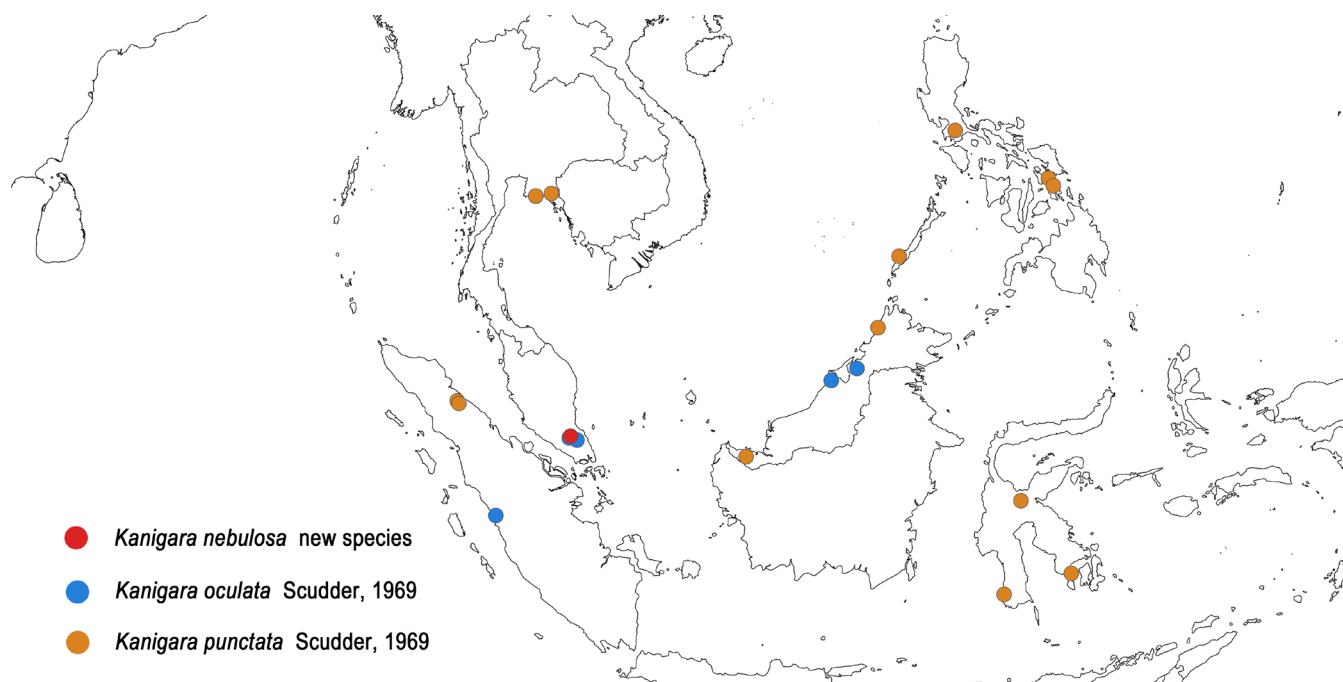 Kanigara nebulosa new species
Kanigara oculata Scudder, 1969
Kanigara punctata Scudder, 1969